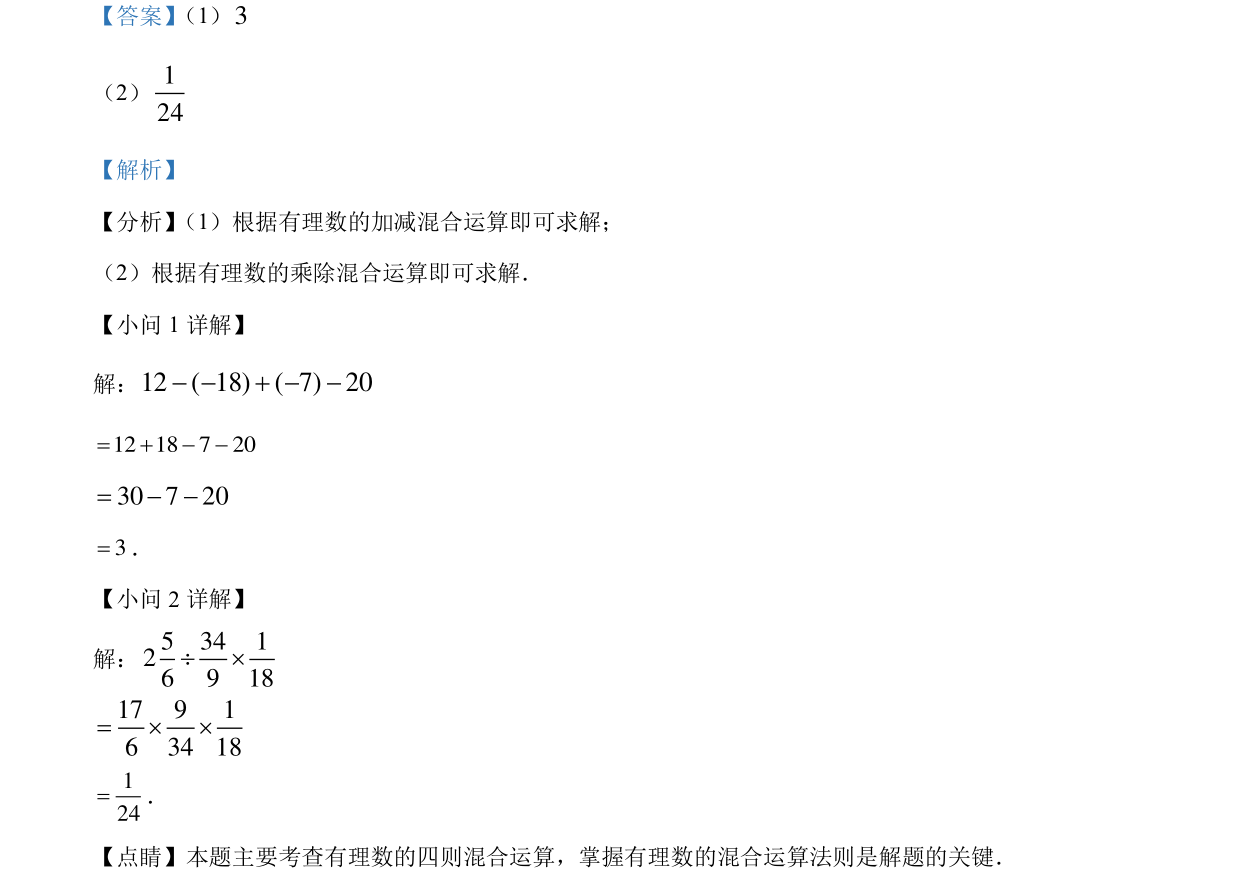 【答案】（1）3
（2）1/24
【解析】
【分析】（1）根据有理数的加减混合运算即可求解；
（2）根据有理数的乘除混合运算即可求解．
【小问 1 详解】
解：12－(－18)＋(－7)－20
=12+18－7－20
=30－7－20
=3．
【小问 2 详解】
解：2 5/6÷34/9×1/18
=17/6×9/34×1/18
=1/24．
【点睛】本题主要考查有理数的四则混合运算，掌握有理数的混合运算法则是解题的关键．